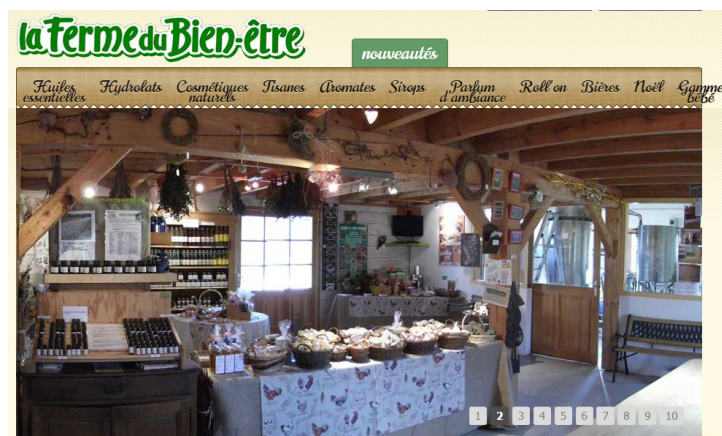 la Ferme du Bien-être
nouveautés
Huiles essentielles
Hydrolats
Cosmétiques naturels
Tisanes
Aromates
Sirops
Parfum d'ambiance
Roll'on
Bières
Noël
Gamme bébé
1 2 3 4 5 6 7 8 9 10